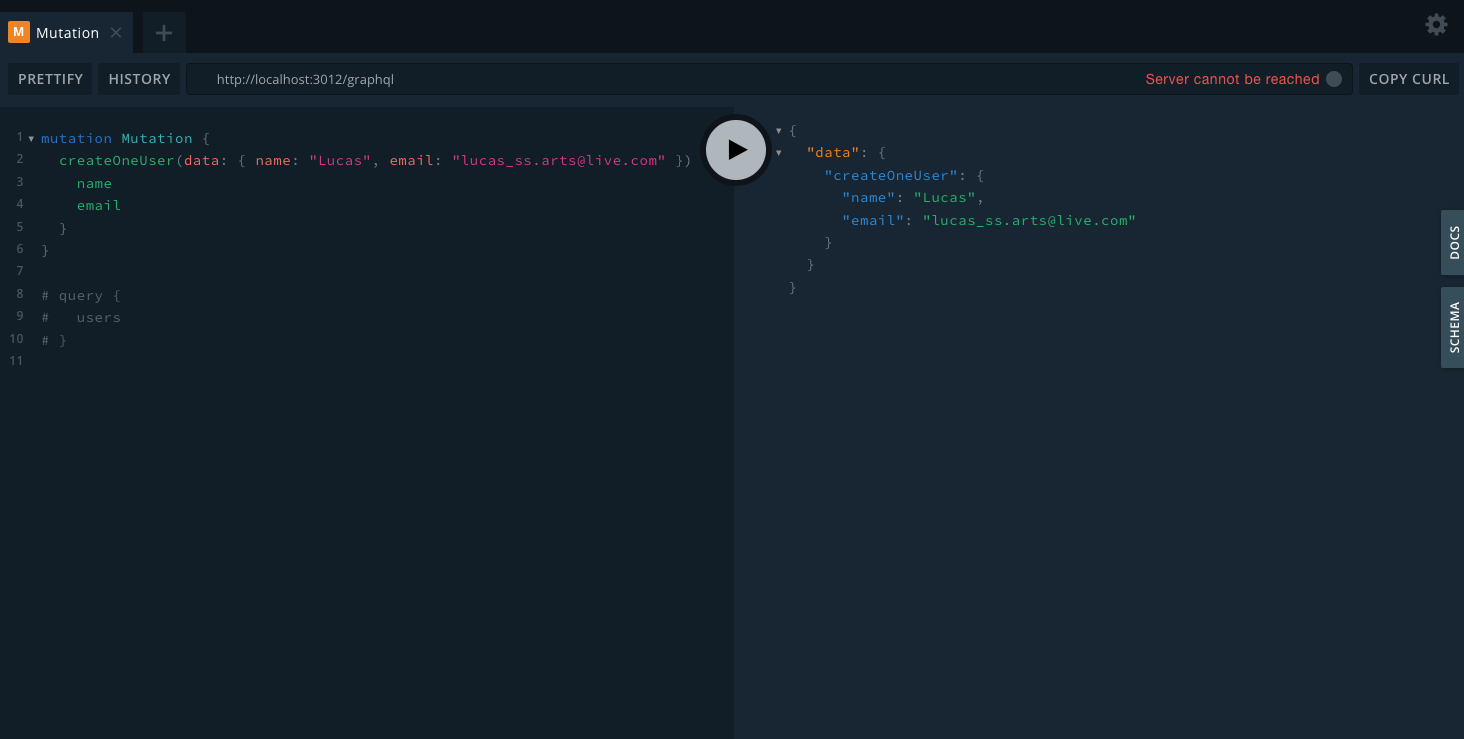 M Mutation
PRETTIFY HISTORY http://localhost:3012/graphql Server cannot be reached COPY CURL
1 mutation Mutation {
2 createOneUser(data: { name: "Lucas", email: "lucas_ss.arts@live.com" })
3 name
4 email
5 }
6 }
7
8 # query {
9 # users
10 # }
11
{
"data": {
"createOneUser": {
"name": "Lucas",
"email": "lucas_ss.arts@live.com"
}
}
}
DOCS
SCHEMA